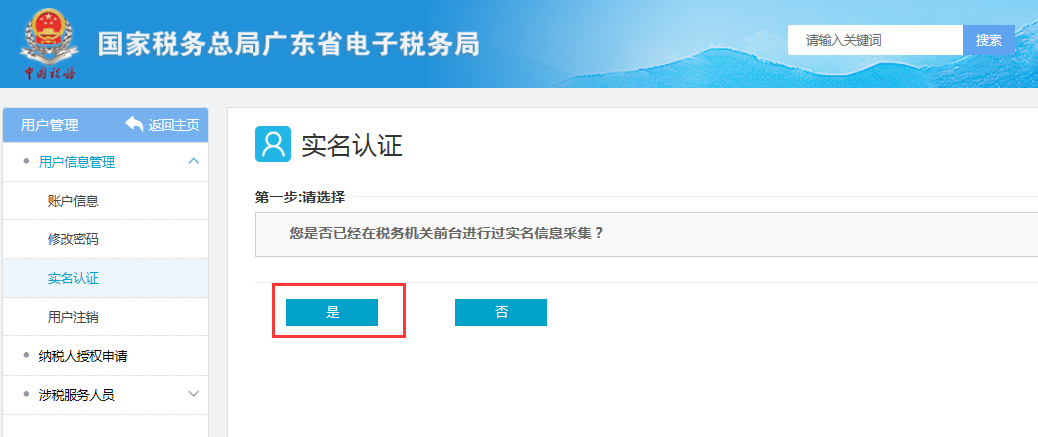 国家税务总局广东省电子税务局
中国税务
请输入关键词
搜索
用户管理
返回主页
用户信息管理
账户信息
修改密码
实名认证
用户注销
纳税人授权申请
涉税服务人员
实名认证
第一步:请选择
您是否已经在税务机关前台进行过实名信息采集？
是
否